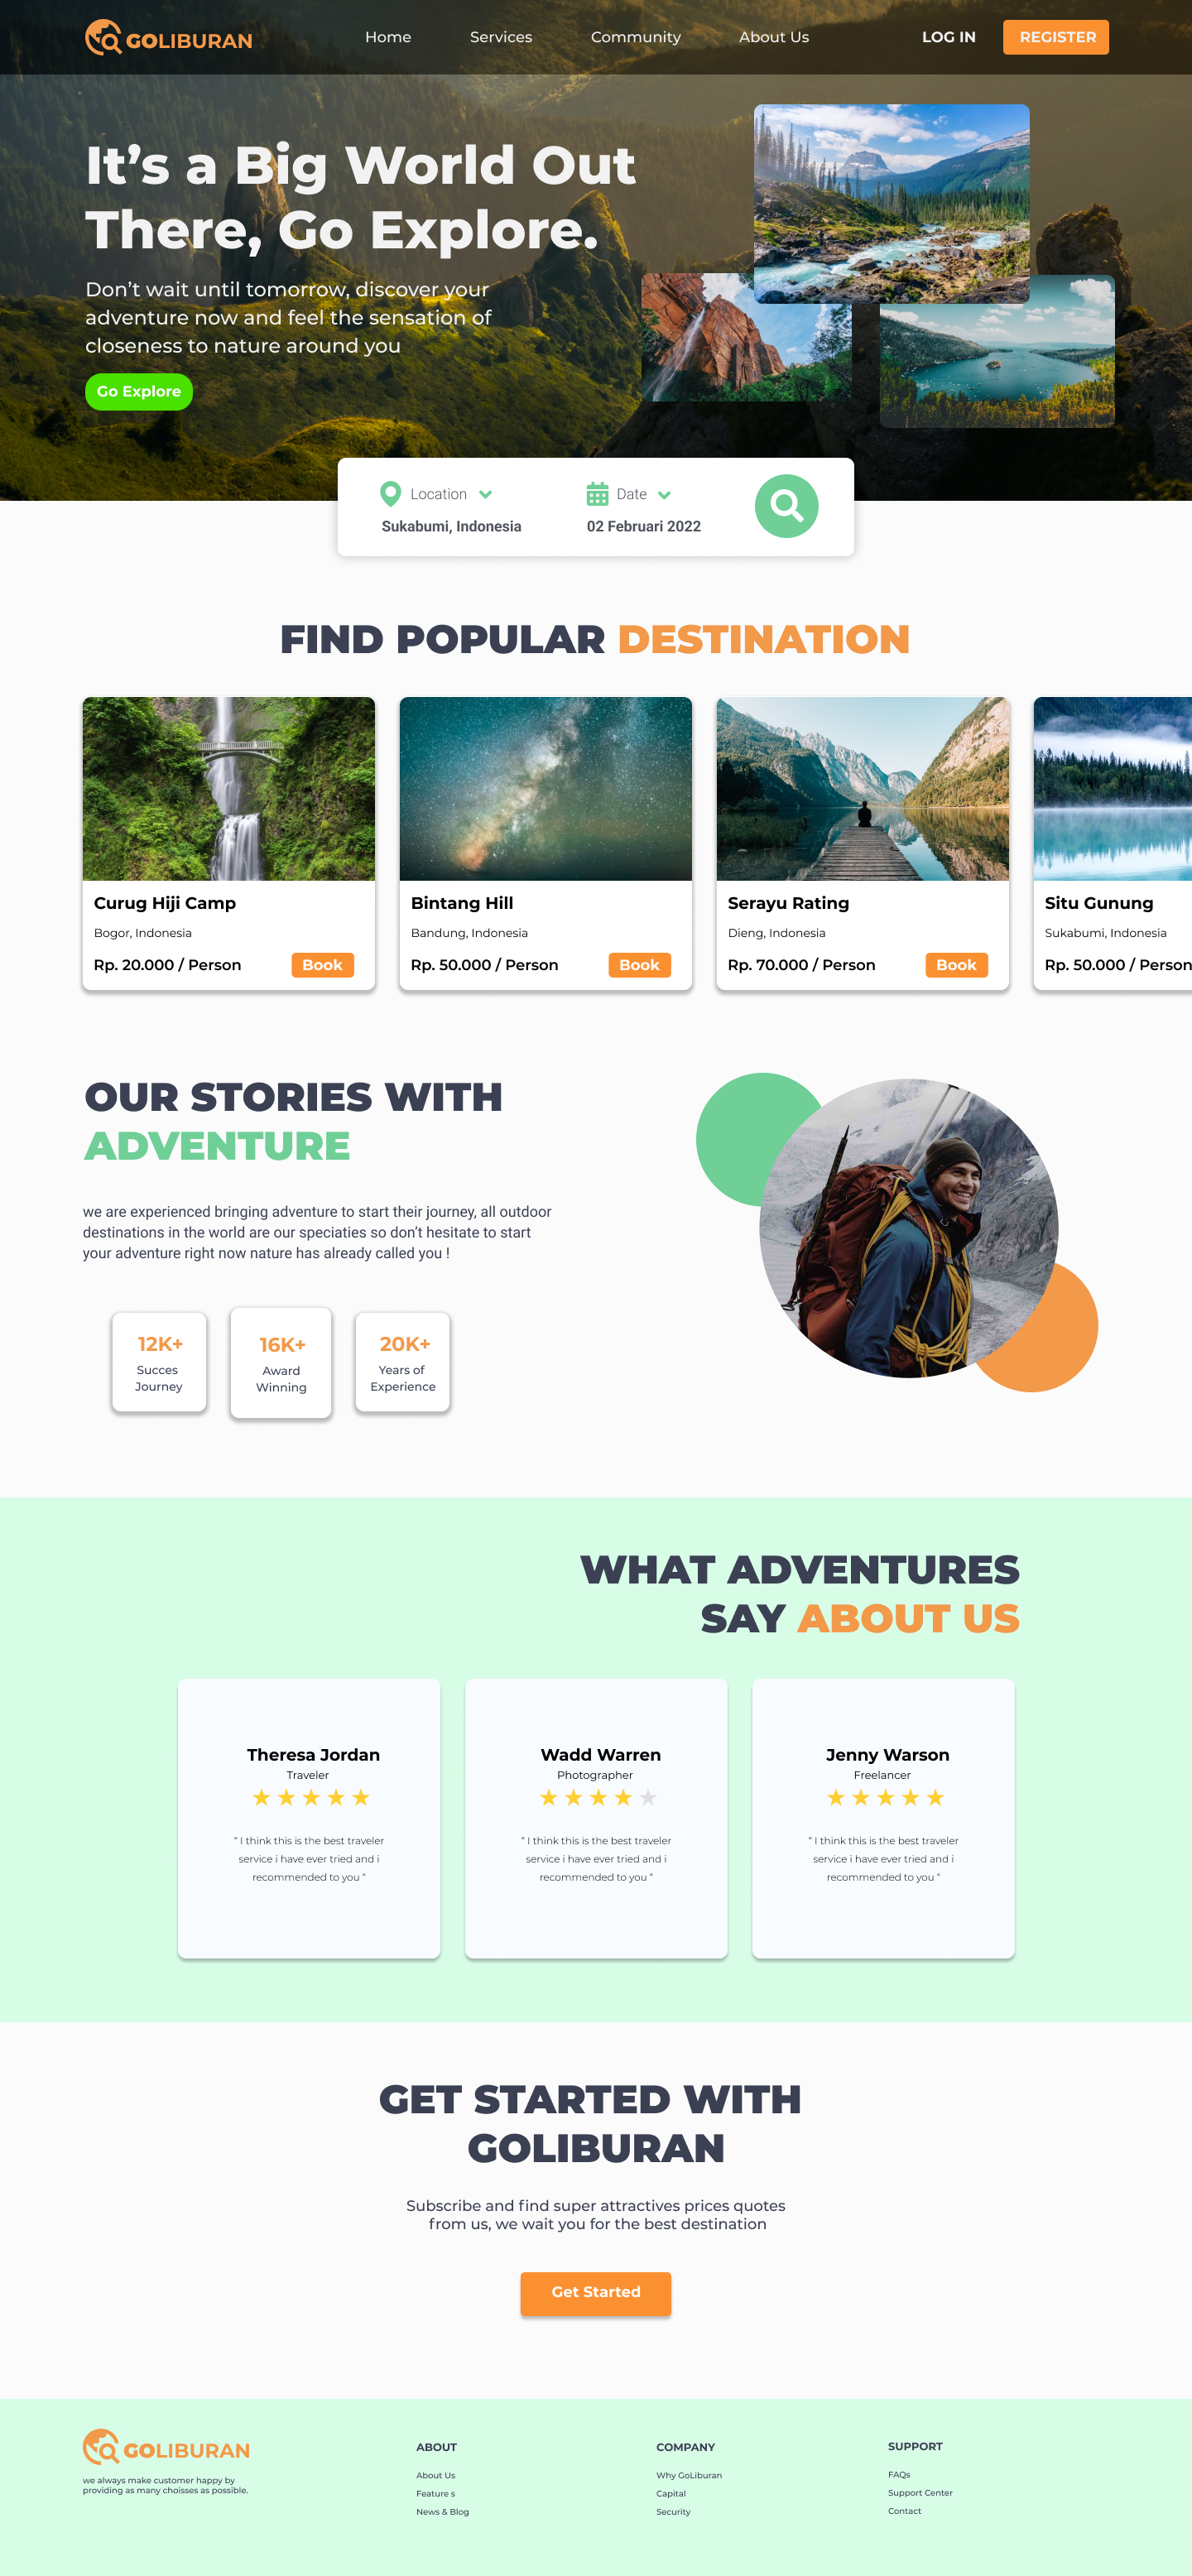 GOLIBURAN
Home
Services
Community
About Us
LOG IN
REGISTER
It’s a Big World Out
There, Go Explore.
Don’t wait until tomorrow, discover your
adventure now and feel the sensation of
closeness to nature around you
Go Explore
Location
Sukabumi, Indonesia
Date
02 Februari 2022
FIND POPULAR DESTINATION
Curug Hiji Camp
Bogor, Indonesia
Rp. 20.000 / Person
Book
Bintang Hill
Bandung, Indonesia
Rp. 50.000 / Person
Book
Serayu Rating
Dieng, Indonesia
Rp. 70.000 / Person
Book
Situ Gunung
Sukabumi, Indonesia
Rp. 50.000 / Person
OUR STORIES WITH
ADVENTURE
we are experienced bringing adventure to start their journey, all outdoor
destinations in the world are our speciaties so don’t hesitate to start
your adventure right now nature has already called you !
12K+
Succes
Journey
16K+
Award
Winning
20K+
Years of
Experience
WHAT ADVENTURES
SAY ABOUT US
Theresa Jordan
Traveler
“ I think this is the best traveler
service i have ever tried and i
recommended to you ”
Wadd Warren
Photographer
“ I think this is the best traveler
service i have ever tried and i
recommended to you ”
Jenny Warson
Freelancer
“ I think this is the best traveler
service i have ever tried and i
recommended to you ”
GET STARTED WITH
GOLIBURAN
Subscribe and find super attractives prices quotes
from us, we wait you for the best destination
Get Started
GOLIBURAN
we always make customer happy by
providing as many choisses as possible.
ABOUT
About Us
Feature s
News & Blog
COMPANY
Why GoLiburan
Capital
Security
SUPPORT
FAQs
Support Center
Contact